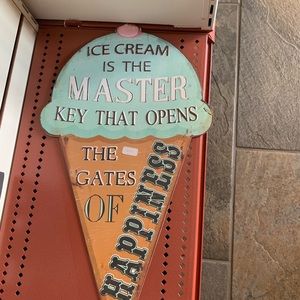 ICE CREAM
IS THE
MASTER
KEY THAT OPENS
THE
GATES
OF
HAPPINESS